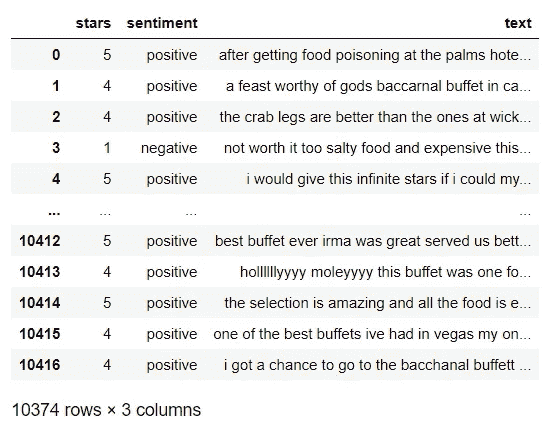 stars sentiment text
0 5 positive after getting food poisoning at the palms hote...
1 4 positive a feast worthy of gods baccarnal buffet in ca...
2 4 positive the crab legs are better than the ones at wick...
3 1 negative not worth it too salty food and expensive this...
4 5 positive i would give this infinite stars if i could my...
... ... ... ...
10412 5 positive best buffet ever irma was great served us bett...
10413 4 positive hollllllyyyy moleyyyy this buffet was one fo...
10414 5 positive the selection is amazing and all the food is e...
10415 4 positive one of the best buffets ive had in vegas my on...
10416 4 positive i got a chance to go to the bacchanal buffett ...
10374 rows × 3 columns